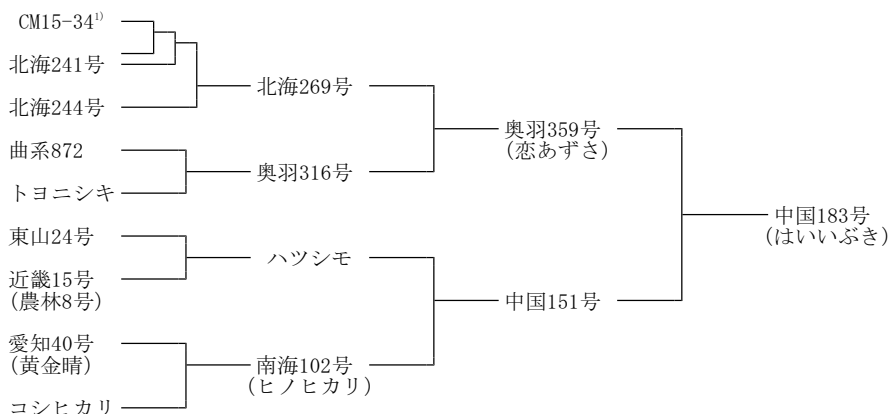 CM15-34¹⁾
北海241号
北海244号
北海269号
曲系872
トヨニシキ
奥羽316号
奥羽359号
(恋あずさ)
東山24号
近畿15号
(農林8号)
ハツシモ
愛知40号
(黄金晴)
コシヒカリ
南海102号
(ヒノヒカリ)
中国151号
中国183号
(はいいぶき)